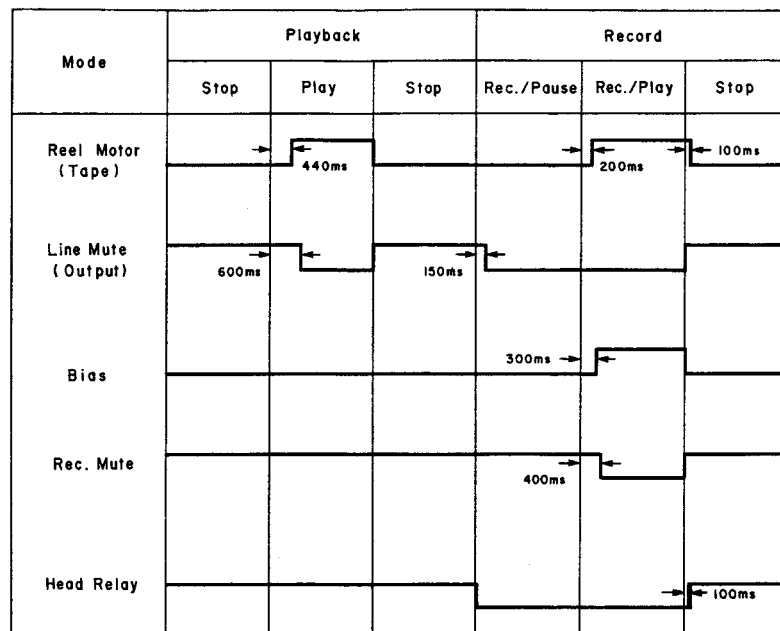 Mode
Playback
Record
Stop
Play
Stop
Rec./Pause
Rec./Play
Stop
Reel Motor
(Tape)
440ms
200ms
100ms
Line Mute
(Output)
600ms
150ms
Bias
300ms
Rec. Mute
400ms
Head Relay
100ms